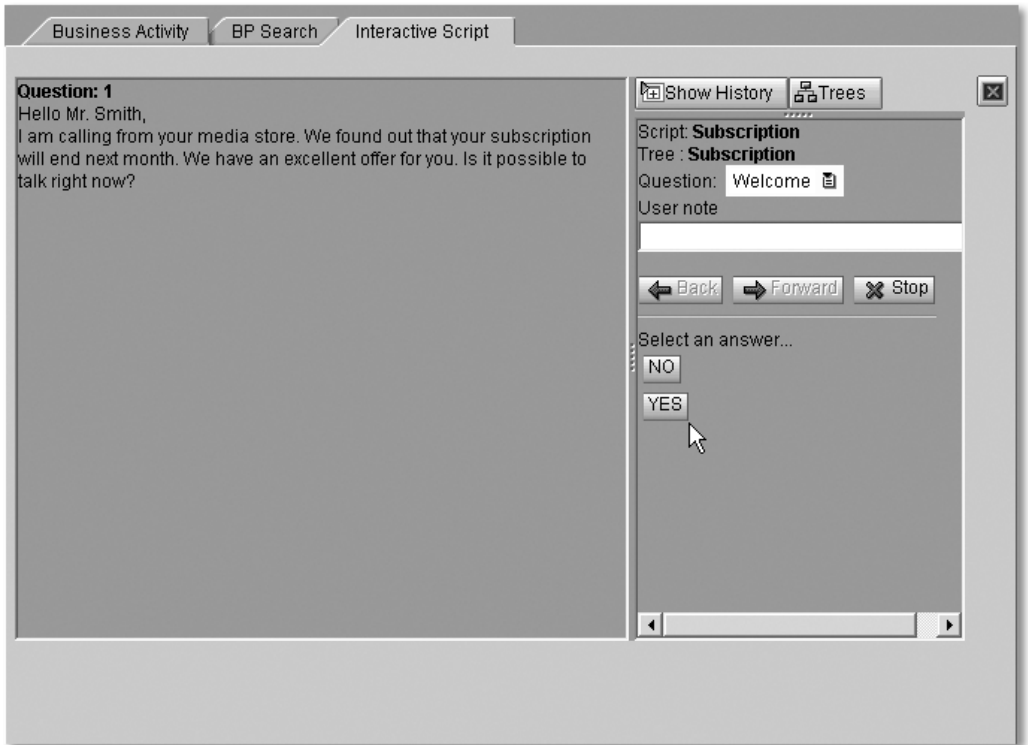 Business Activity
BP Search
Interactive Script
Question: 1
Hello Mr. Smith,
I am calling from your media store. We found out that your subscription
will end next month. We have an excellent offer for you. Is it possible to
talk right now?
Show History
Trees
Script: Subscription
Tree : Subscription
Question: Welcome
User note
Back
Forward
Stop
Select an answer...
NO
YES